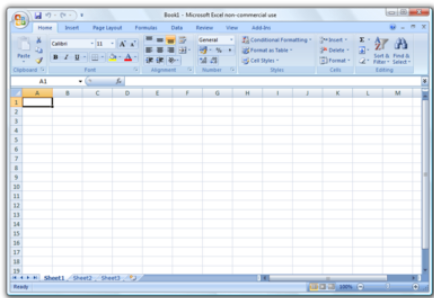 Book1 - Microsoft Excel non-commercial use
Home Insert Page Layout Formulas Data Review View Add-Ins
Calibri 11 A A General Conditional Formatting Insert Σ
Paste B I U A $ % , Format as Table Delete Sort & Find &
Cell Styles Format Filter Select
Clipboard Font Alignment Number Styles Cells Editing
A1 fx
A B C D E F G H I J K L M
1
2
3
4
5
6
7
8
9
10
11
12
13
14
15
16
17
18
19
Sheet1 Sheet2 Sheet3
Ready 100%